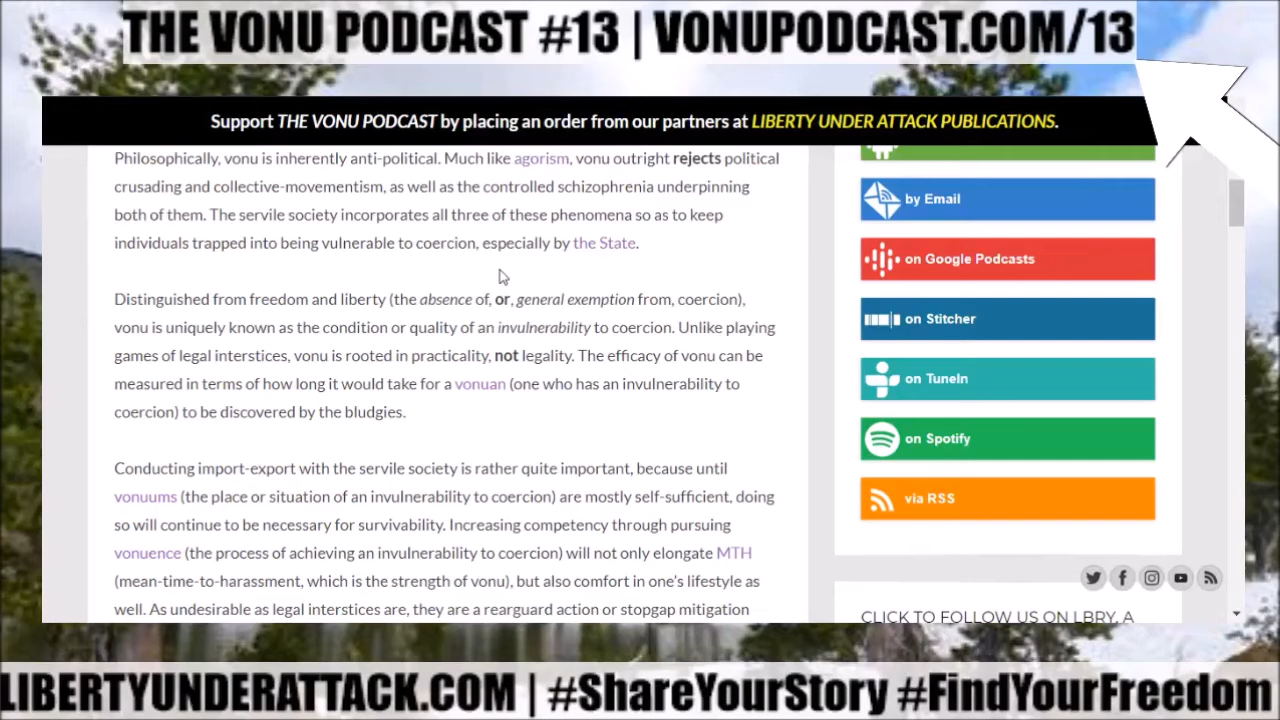 THE VONU PODCAST #13 | VONUPODCAST.COM/13
Support THE VONU PODCAST by placing an order from our partners at LIBERTY UNDER ATTACK PUBLICATIONS.
Philosophically, vonu is inherently anti-political. Much like agorism, vonu outright rejects political
crusading and collective-movementism, as well as the controlled schizophrenia underpinning
both of them. The servile society incorporates all three of these phenomena so as to keep
individuals trapped into being vulnerable to coercion, especially by the State.
Distinguished from freedom and liberty (the absence of, or, general exemption from, coercion),
vonu is uniquely known as the condition or quality of an invulnerability to coercion. Unlike playing
games of legal interstices, vonu is rooted in practicality, not legality. The efficacy of vonu can be
measured in terms of how long it would take for a vonuan (one who has an invulnerability to
coercion) to be discovered by the bludgies.
Conducting import-export with the servile society is rather quite important, because until
vonuums (the place or situation of an invulnerability to coercion) are mostly self-sufficient, doing
so will continue to be necessary for survivability. Increasing competency through pursuing
vonuence (the process of achieving an invulnerability to coercion) will not only elongate MTH
(mean-time-to-harassment, which is the strength of vonu), but also comfort in one's lifestyle as
well. As undesirable as legal interstices are, they are a rearguard action or stopgap mitigation
by Email
on Google Podcasts
on Stitcher
on TuneIn
on Spotify
via RSS
CLICK TO FOLLOW US ON LBRY, A
LIBERTYUNDERATTACK.COM | #ShareYourStory #FindYourFreedom